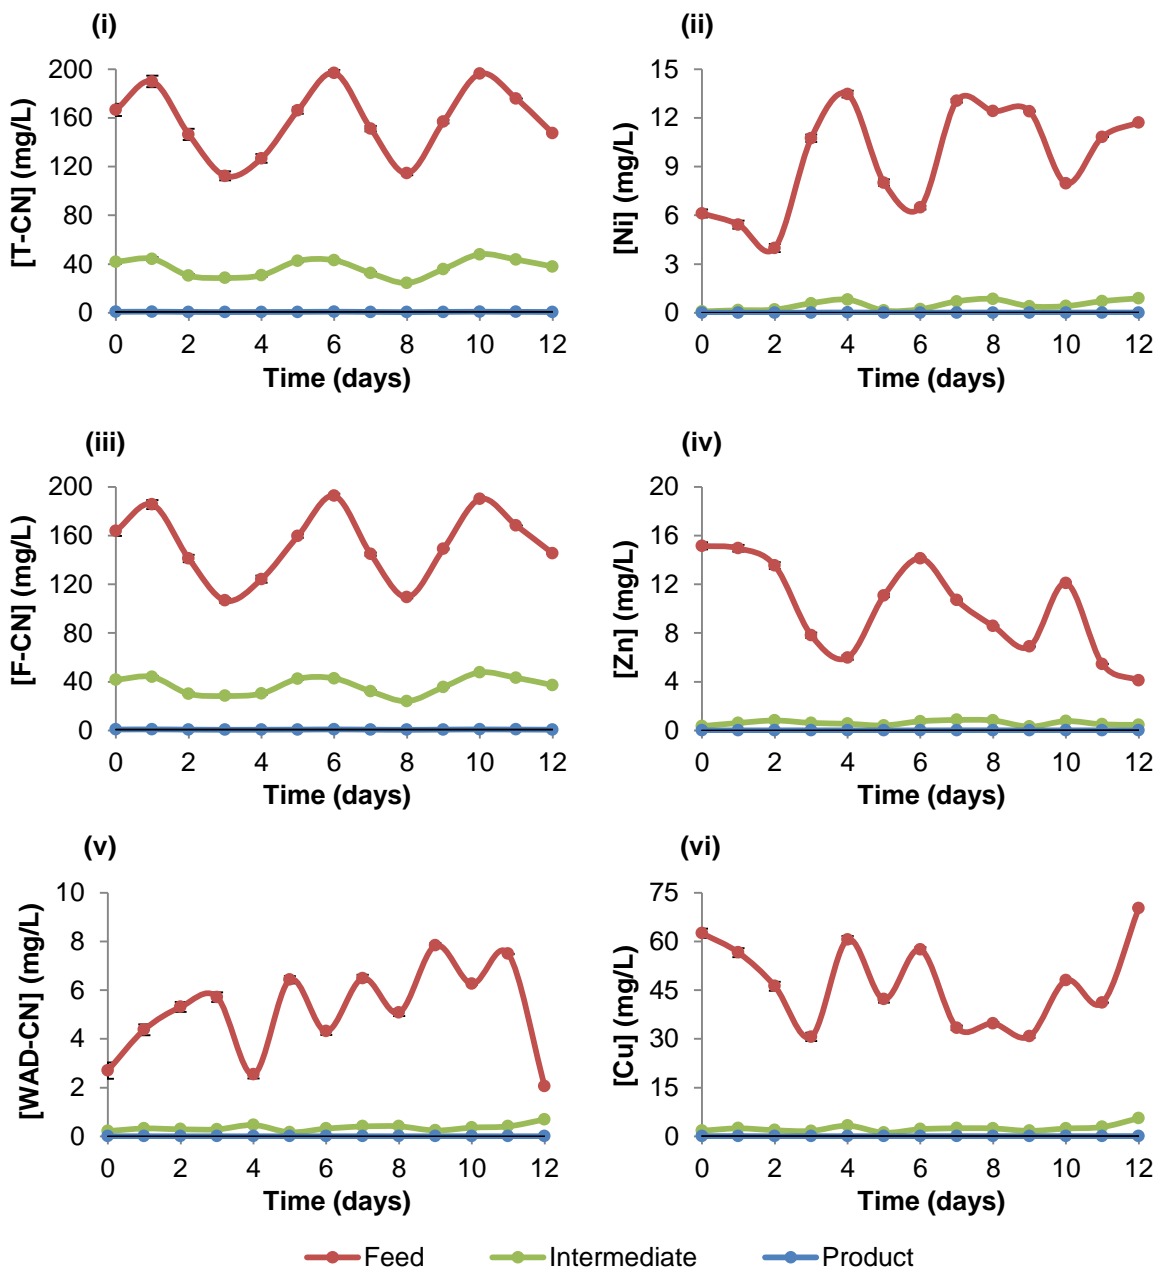 (i)
[T-CN] (mg/L)
200
160
120
80
40
0
0 2 4 6 8 10 12
Time (days)
(ii)
[Ni] (mg/L)
15
12
9
6
3
0
0 2 4 6 8 10 12
Time (days)
(iii)
[F-CN] (mg/L)
200
160
120
80
40
0
0 2 4 6 8 10 12
Time (days)
(iv)
[Zn] (mg/L)
20
16
12
8
4
0
0 2 4 6 8 10 12
Time (days)
(v)
[WAD-CN] (mg/L)
10
8
6
4
2
0
0 2 4 6 8 10 12
Time (days)
(vi)
[Cu] (mg/L)
75
60
45
30
15
0
0 2 4 6 8 10 12
Time (days)
Feed Intermediate Product